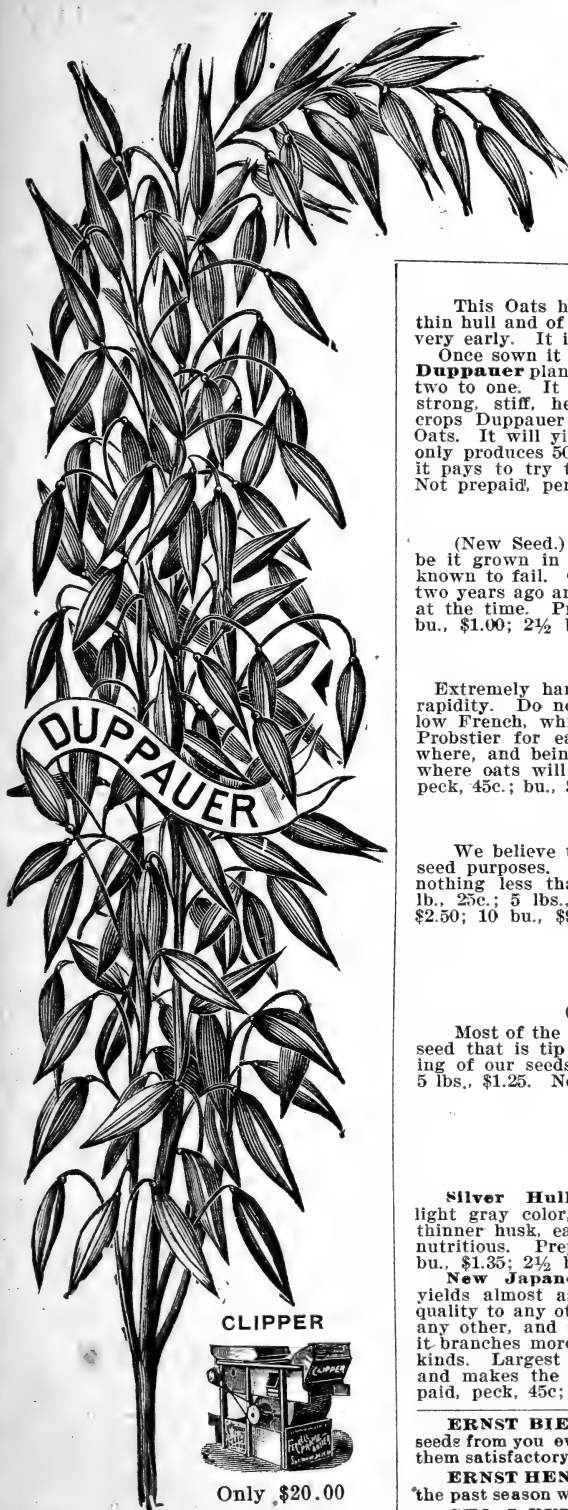 DUPPAUER
CLIPPER
CLIPPER
Only $20.00
This Oats h
thin hull and of
very early. It i
Once sown it
Duppauer plan
two to one. It
strong, stiff, he
crops Duppauer
Oats. It will yi
only produces 50
it pays to try t
Not prepaid, per
(New Seed.)
be it grown in
known to fail.
two years ago an
at the time. Pr
bu., $1.00; 2½ b
Extremely har
rapidity. Do no
low French, whi
Probstier for ea
where, and bein
where oats will
peck, 45c.; bu., $
We believe t
seed purposes.
nothing less tha
lb., 25c.; 5 lbs.,
$2.50; 10 bu., $9
(
Most of the
seed that is tip
ing of our seeds
5 lbs., $1.25. No
Silver Hull
light gray color,
thinner husk, ea
nutritious. Prep
bu., $1.35; 2½ b
New Japane
yields almost a
quality to any ot
any other, and
it branches more
kinds. Largest
and makes the
paid, peck, 45c;
ERNST BIE
seeds from you ev
them satisfactory
ERNST HEN
the past season w